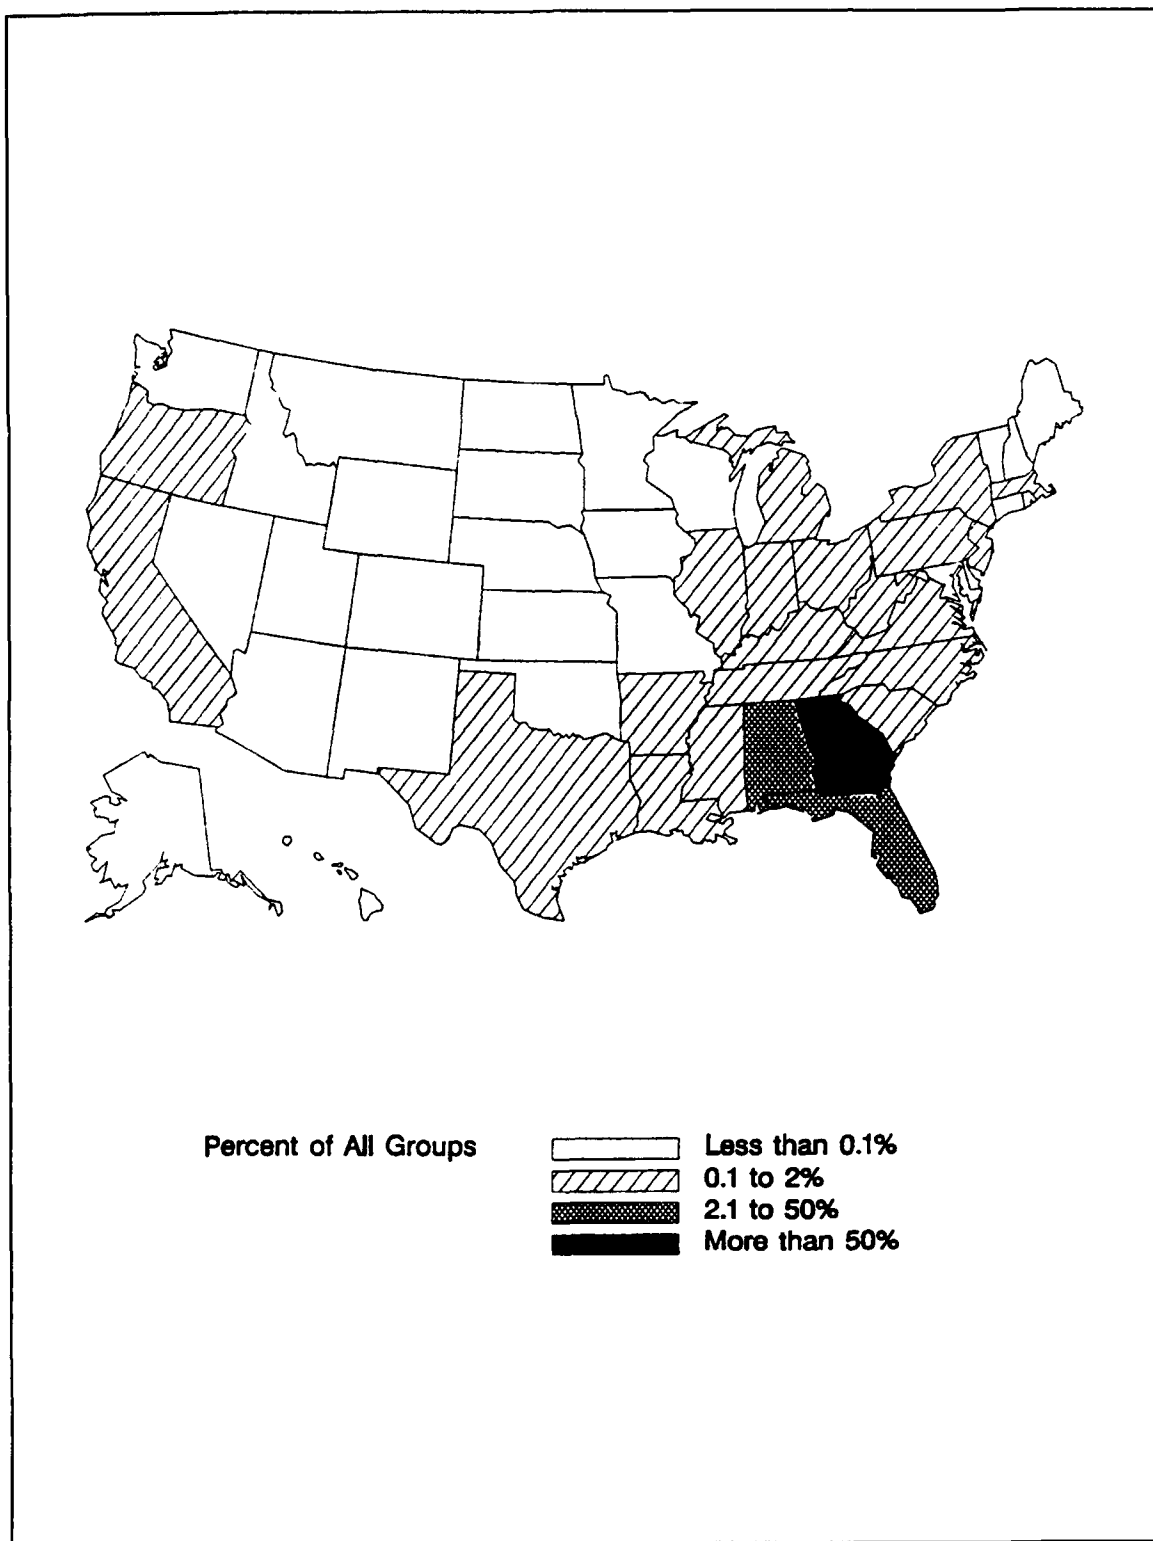 Percent of All Groups
Less than 0.1%
0.1 to 2%
2.1 to 50%
More than 50%